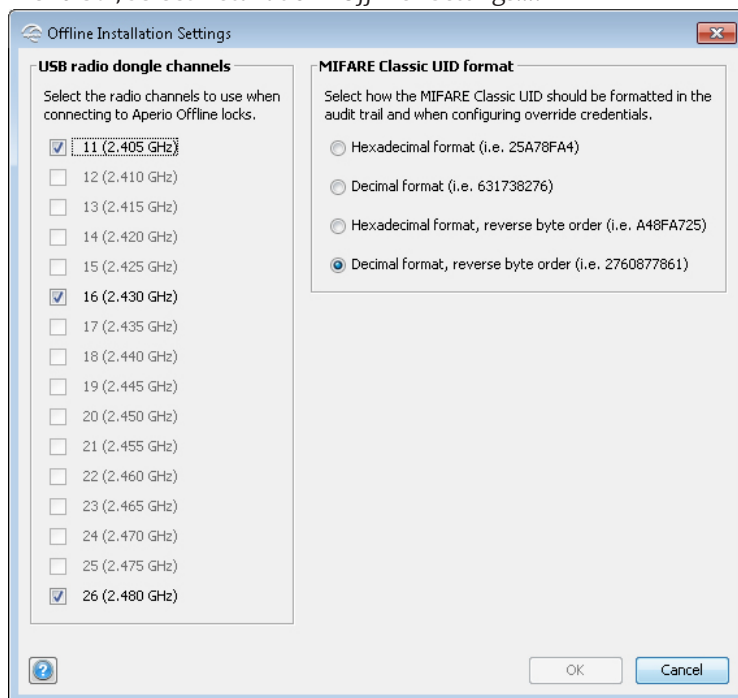 Offline Installation Settings
USB radio dongle channels
Select the radio channels to use when
connecting to Aperio Offline locks.
11 (2.405 GHz)
12 (2.410 GHz)
13 (2.415 GHz)
14 (2.420 GHz)
15 (2.425 GHz)
16 (2.430 GHz)
17 (2.435 GHz)
18 (2.440 GHz)
19 (2.445 GHz)
20 (2.450 GHz)
21 (2.455 GHz)
22 (2.460 GHz)
23 (2.465 GHz)
24 (2.470 GHz)
25 (2.475 GHz)
26 (2.480 GHz)
MIFARE Classic UID format
Select how the MIFARE Classic UID should be formatted in the
audit trail and when configuring override credentials.
Hexadecimal format (i.e. 25A78FA4)
Decimal format (i.e. 631738276)
Hexadecimal format, reverse byte order (i.e. A48FA725)
Decimal format, reverse byte order (i.e. 2760877861)
?
OK
Cancel